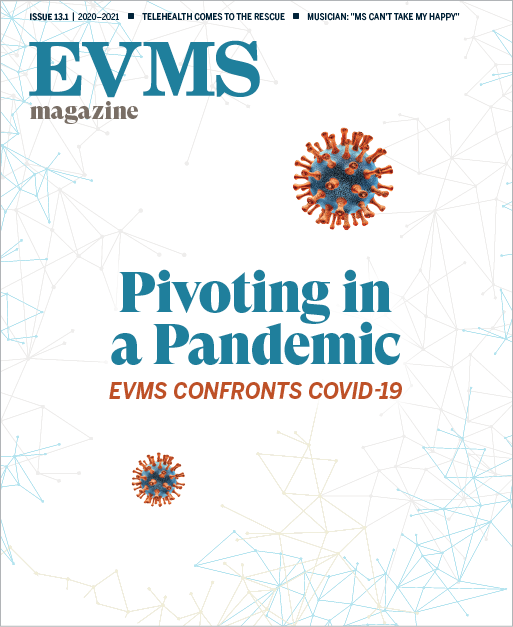 ISSUE 13.1 | 2020–2021 ■ TELEHEALTH COMES TO THE RESCUE ■ MUSICIAN: "MS CAN'T TAKE MY HAPPY"
EVMS
magazine
Pivoting in
a Pandemic
EVMS CONFRONTS COVID-19